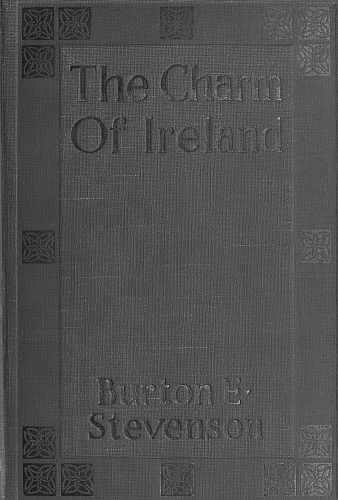 The Charm
Of Ireland
Burton E.
Stevenson